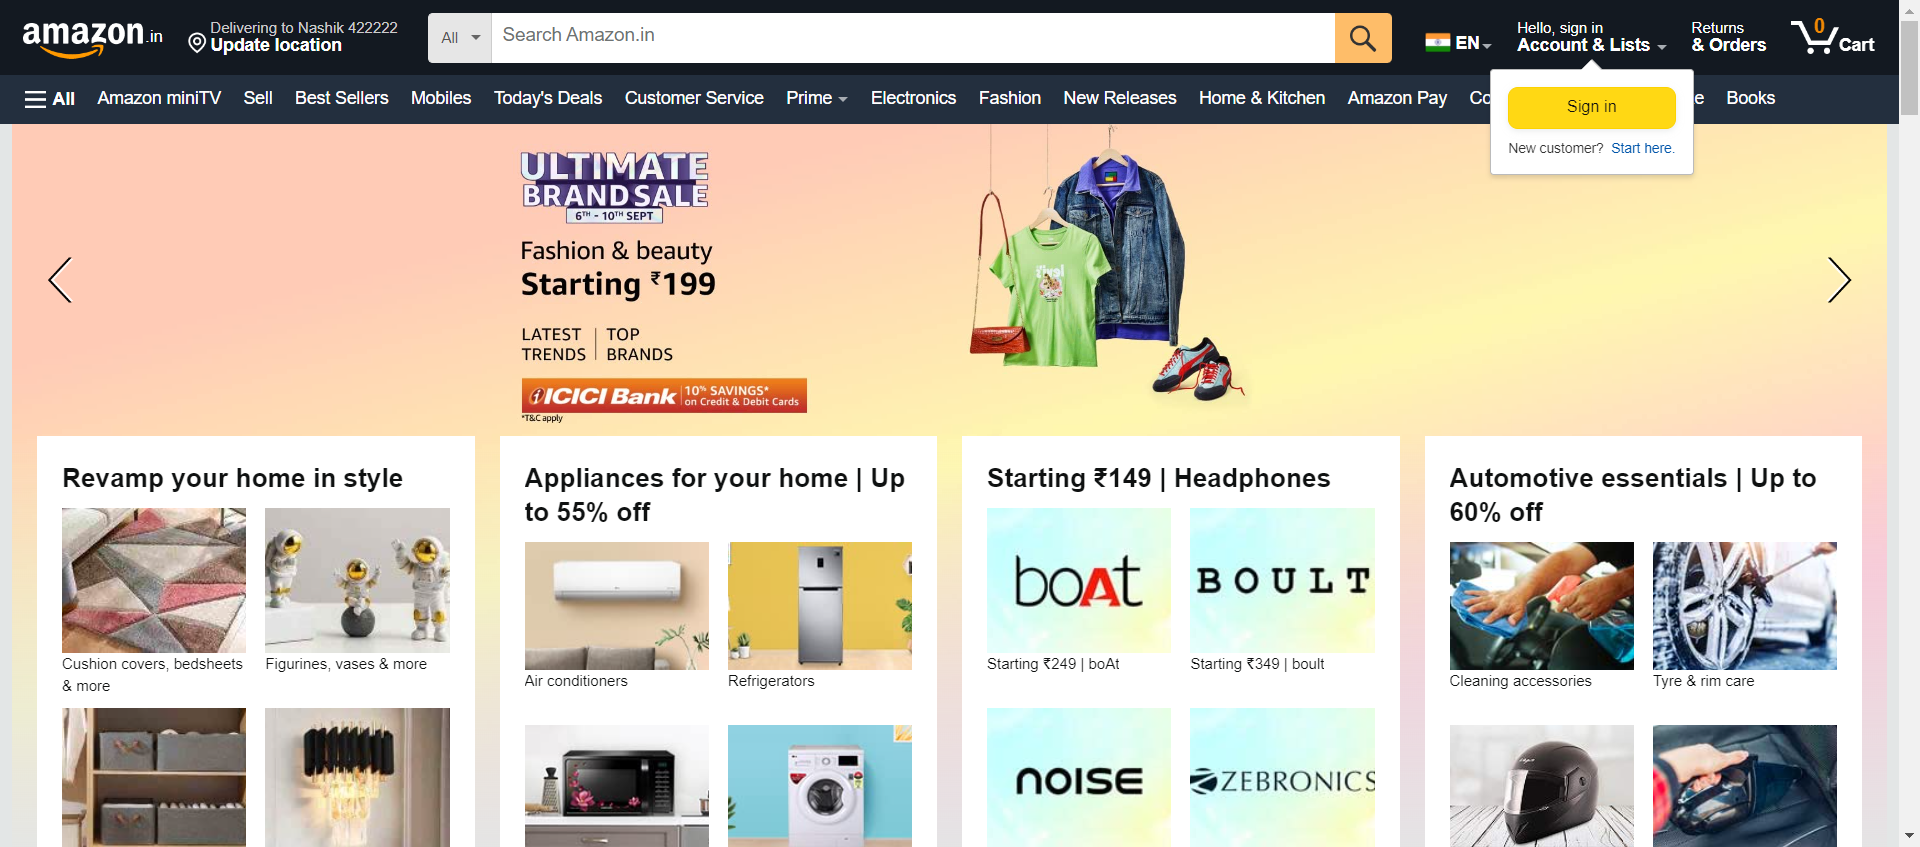 amazon.in
Delivering to Nashik 422222
Update location
All
Search Amazon.in
EN
Hello, sign in
Account & Lists
Returns
& Orders
0
Cart
All
Amazon miniTV
Sell
Best Sellers
Mobiles
Today's Deals
Customer Service
Prime
Electronics
Fashion
New Releases
Home & Kitchen
Amazon Pay
Books
Sign in
New customer? Start here.
ULTIMATE
BRAND SALE
6TH - 10TH SEPT
Fashion & beauty
Starting ₹199
LATEST TRENDS | TOP BRANDS
ICICI Bank
10% SAVINGS*
on Credit & Debit Cards
*T&C apply
Revamp your home in style
Cushion covers, bedsheets
& more
Figurines, vases & more
Appliances for your home | Up
to 55% off
Air conditioners
Refrigerators
Starting ₹149 | Headphones
boAt
BOULT
Starting ₹249 | boAt
Starting ₹349 | boult
NOISE
ZEBRONICS
Automotive essentials | Up to
60% off
Cleaning accessories
Tyre & rim care